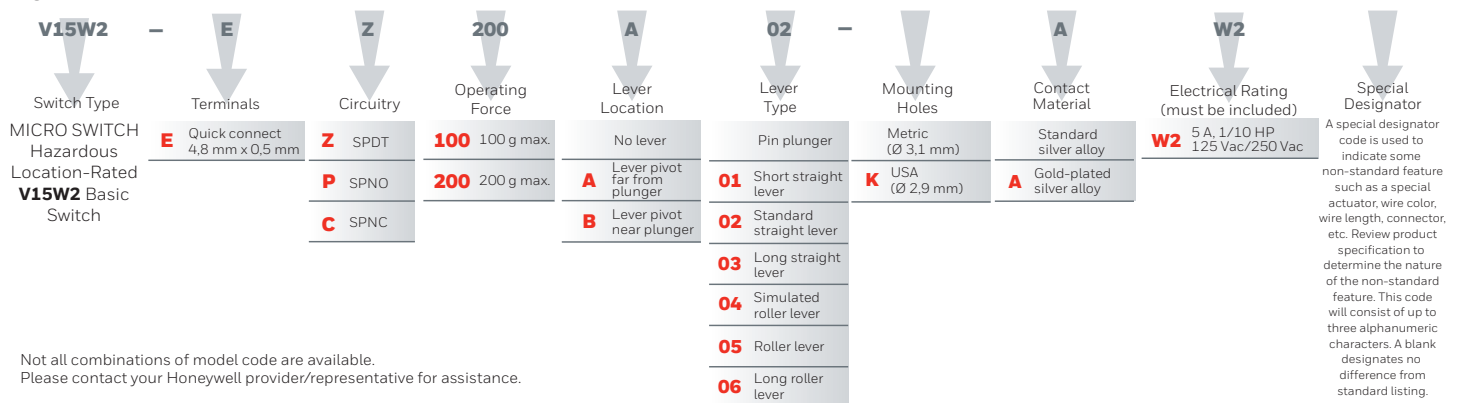 V15W2 – E Z 200 A 02 – A W2
Switch Type
MICRO SWITCH
Hazardous
Location-Rated
V15W2 Basic
Switch
Terminals
E Quick connect
4,8 mm x 0,5 mm
Circuitry
Z SPDT
P SPNO
C SPNC
Operating
Force
100 100 g max.
200 200 g max.
Lever
Location
No lever
A Lever pivot
far from
plunger
B Lever pivot
near plunger
Lever
Type
Pin plunger
01 Short straight
lever
02 Standard
straight lever
03 Long straight
lever
04 Simulated
roller lever
05 Roller lever
06 Long roller
lever
Mounting
Holes
Metric
(Ø 3,1 mm)
K USA
(Ø 2,9 mm)
Contact
Material
Standard
silver alloy
A Gold-plated
silver alloy
Electrical Rating
(must be included)
W2 5 A, 1/10 HP
125 Vac/250 Vac
Special
Designator
A special designator
code is used to
indicate some
non-standard feature
such as a special
actuator, wire color,
wire length, connector,
etc. Review product
specification to
determine the nature
of the non-standard
feature. This code
will consist of up to
three alphanumeric
characters. A blank
designates no
difference from
standard listing.
Not all combinations of model code are available.
Please contact your Honeywell provider/representative for assistance.